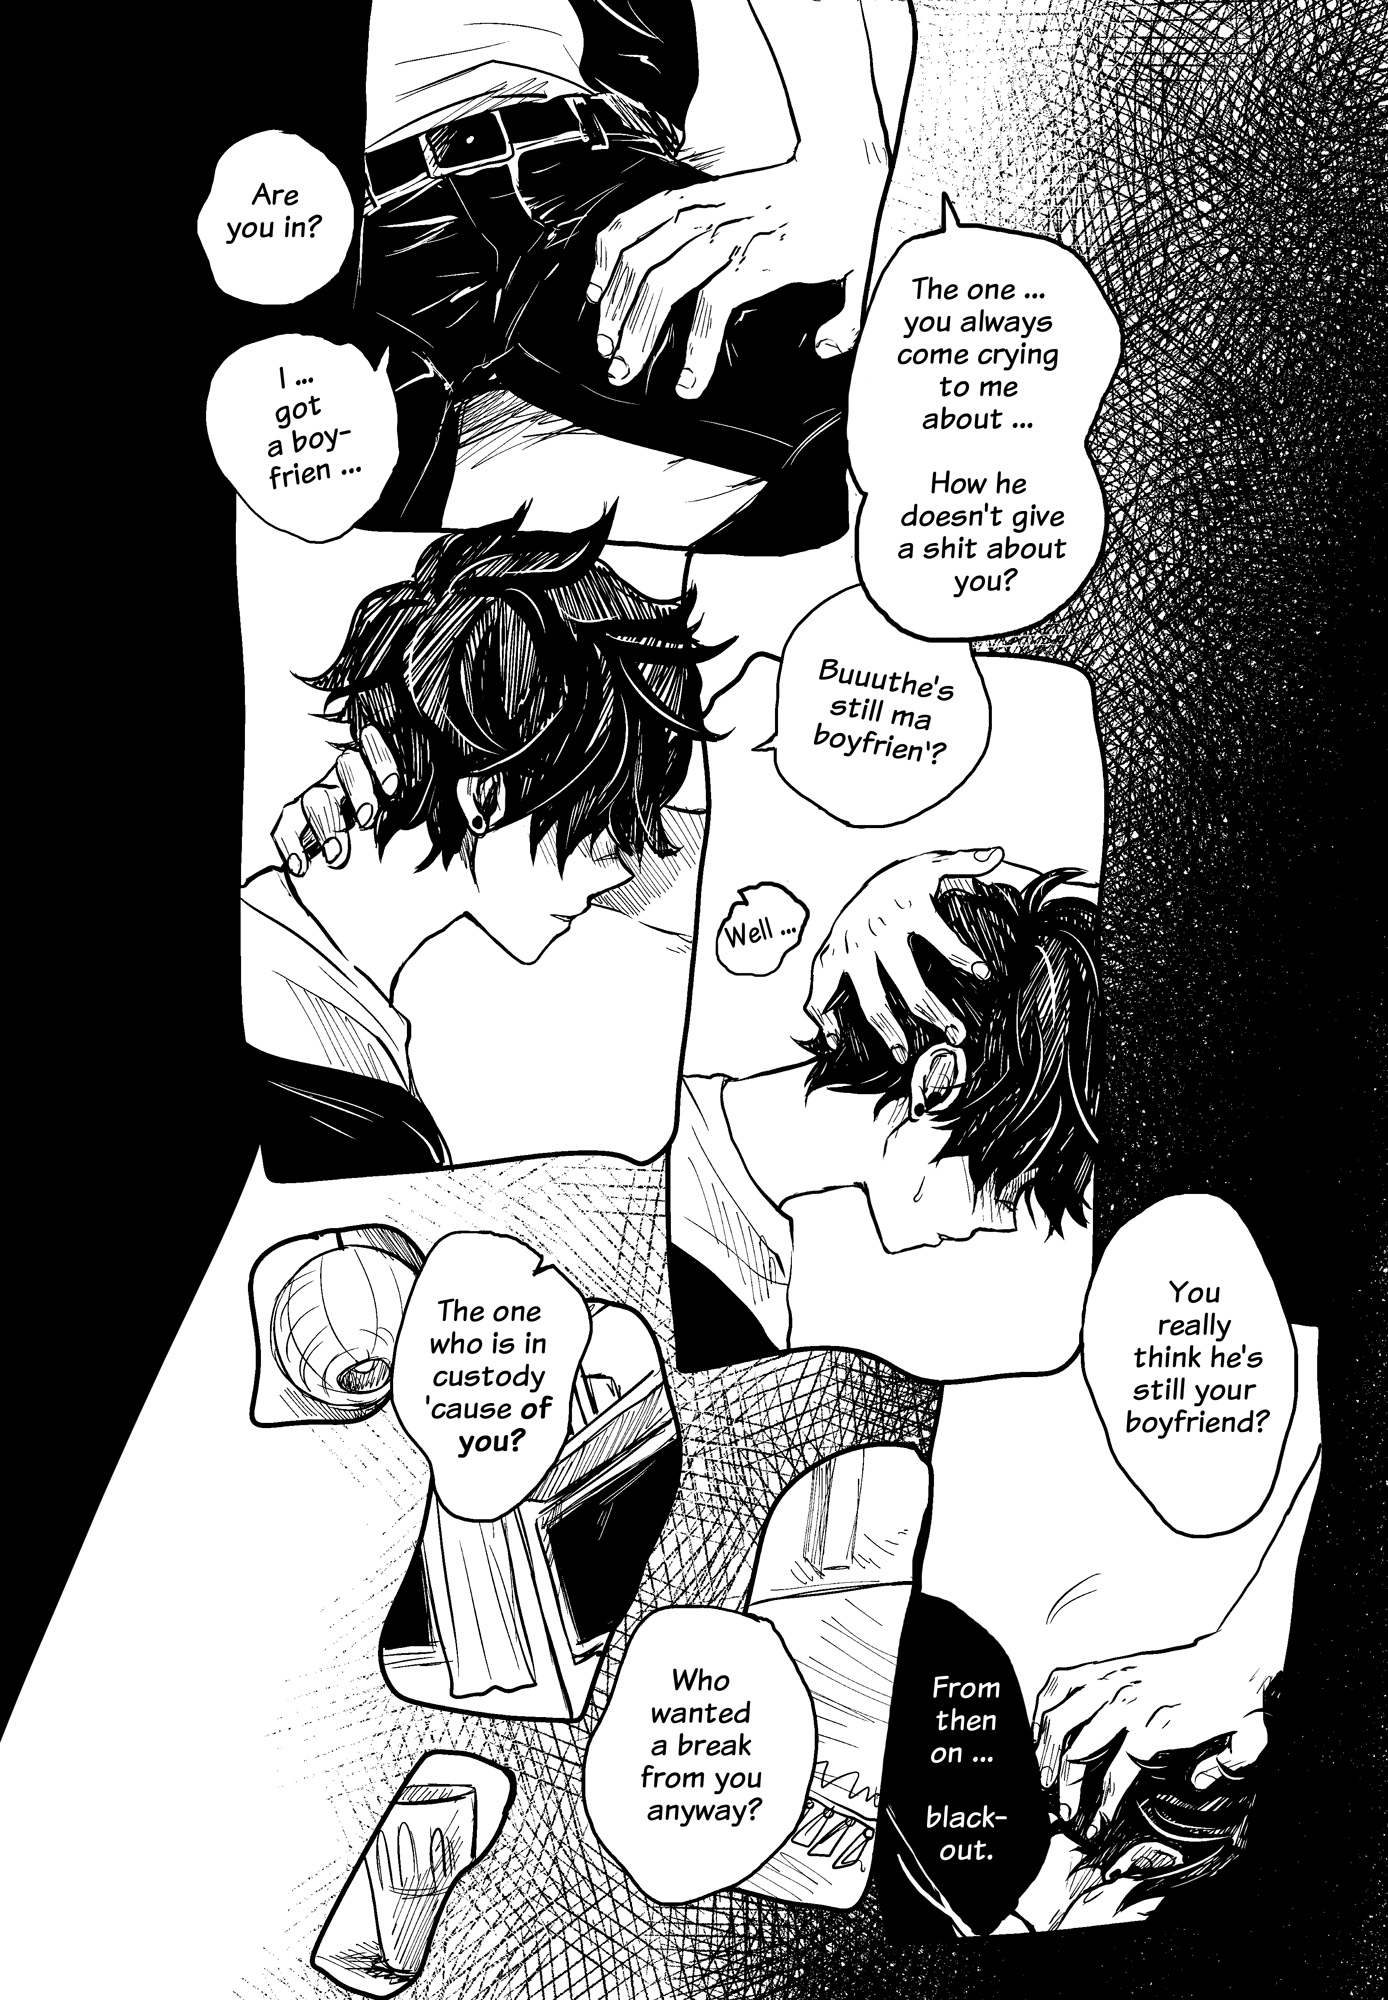 Are
you in?
I ...
got
a boy-
frien ...
The one ...
you always
come crying
to me
about ...
How he
doesn't give
a shit about
you?
Buuuthe's
still ma
boyfrien'?
Well ...
You
really
think he's
still your
boyfriend?
The one
who is in
custody
'cause of
you?
Who
wanted
a break
from you
anyway?
From
then
on ...
black-
out.